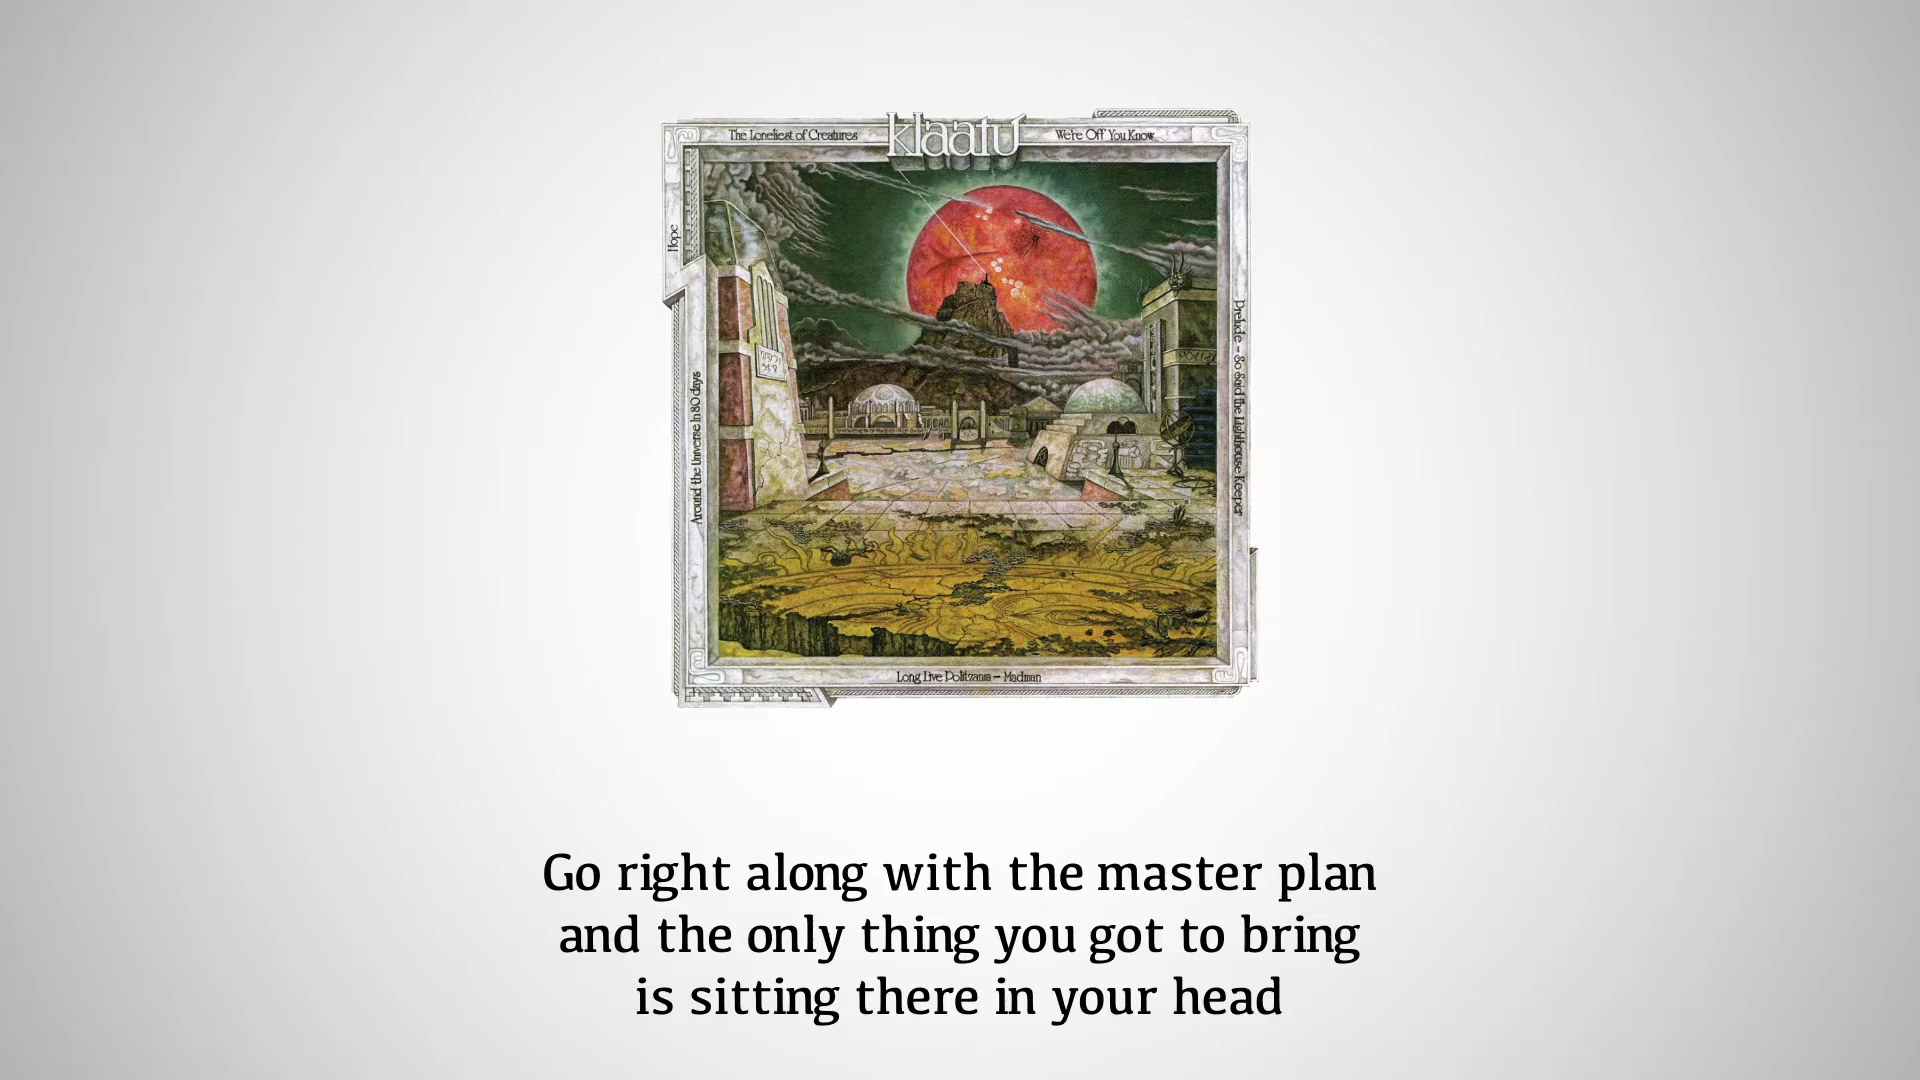 klaatu
The Loneliest of Creatures
We're Off You Know
Hope
Around the Universe In 80 days
Prelude - So Said the Lighthouse Keeper
Long Live Politzania - Madman
Go right along with the master plan
and the only thing you got to bring
is sitting there in your head